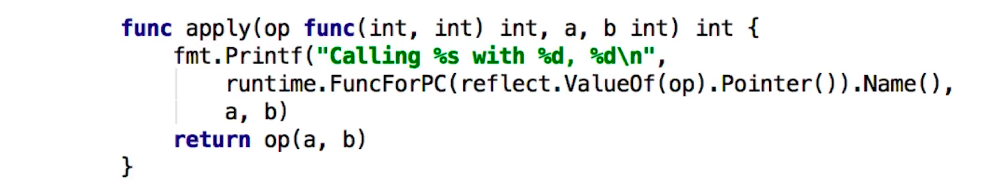 func apply(op func(int, int) int, a, b int) int {
    fmt.Printf("Calling %s with %d, %d\n",
        runtime.FuncForPC(reflect.ValueOf(op).Pointer()).Name(),
        a, b)
    return op(a, b)
}